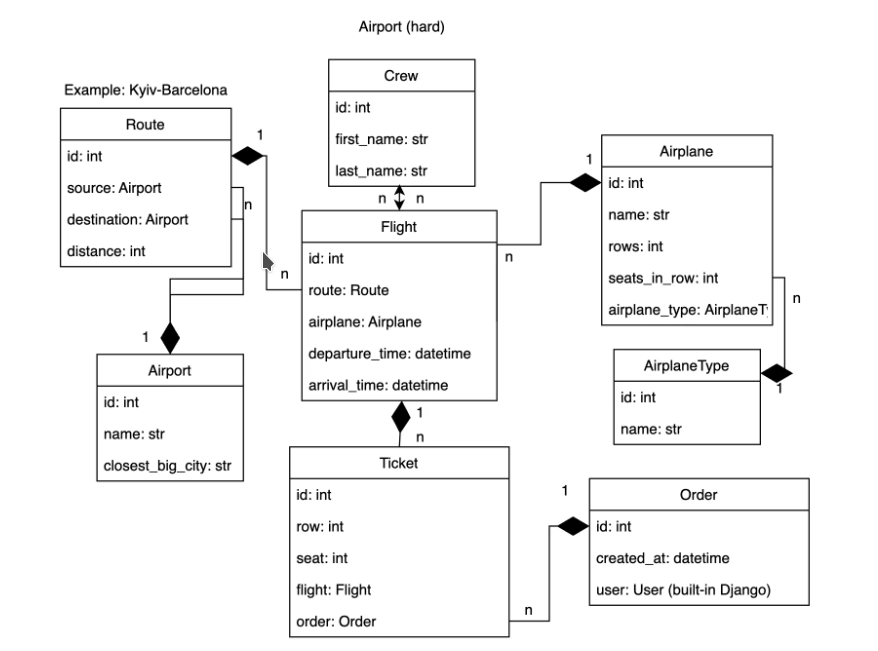 Airport (hard)
Example: Kyiv-Barcelona
Crew
id: int
first_name: str
last_name: str
Route
id: int
source: Airport
destination: Airport
distance: int
1
n
n
1
Airport
id: int
name: str
closest_big_city: str
n
n
Flight
id: int
route: Route
airplane: Airplane
departure_time: datetime
arrival_time: datetime
n
1
Airplane
id: int
name: str
rows: int
seats_in_row: int
airplane_type: AirplaneT
n
AirplaneType
id: int
name: str
1
1
n
Ticket
id: int
row: int
seat: int
flight: Flight
order: Order
n
1
Order
id: int
created_at: datetime
user: User (built-in Django)